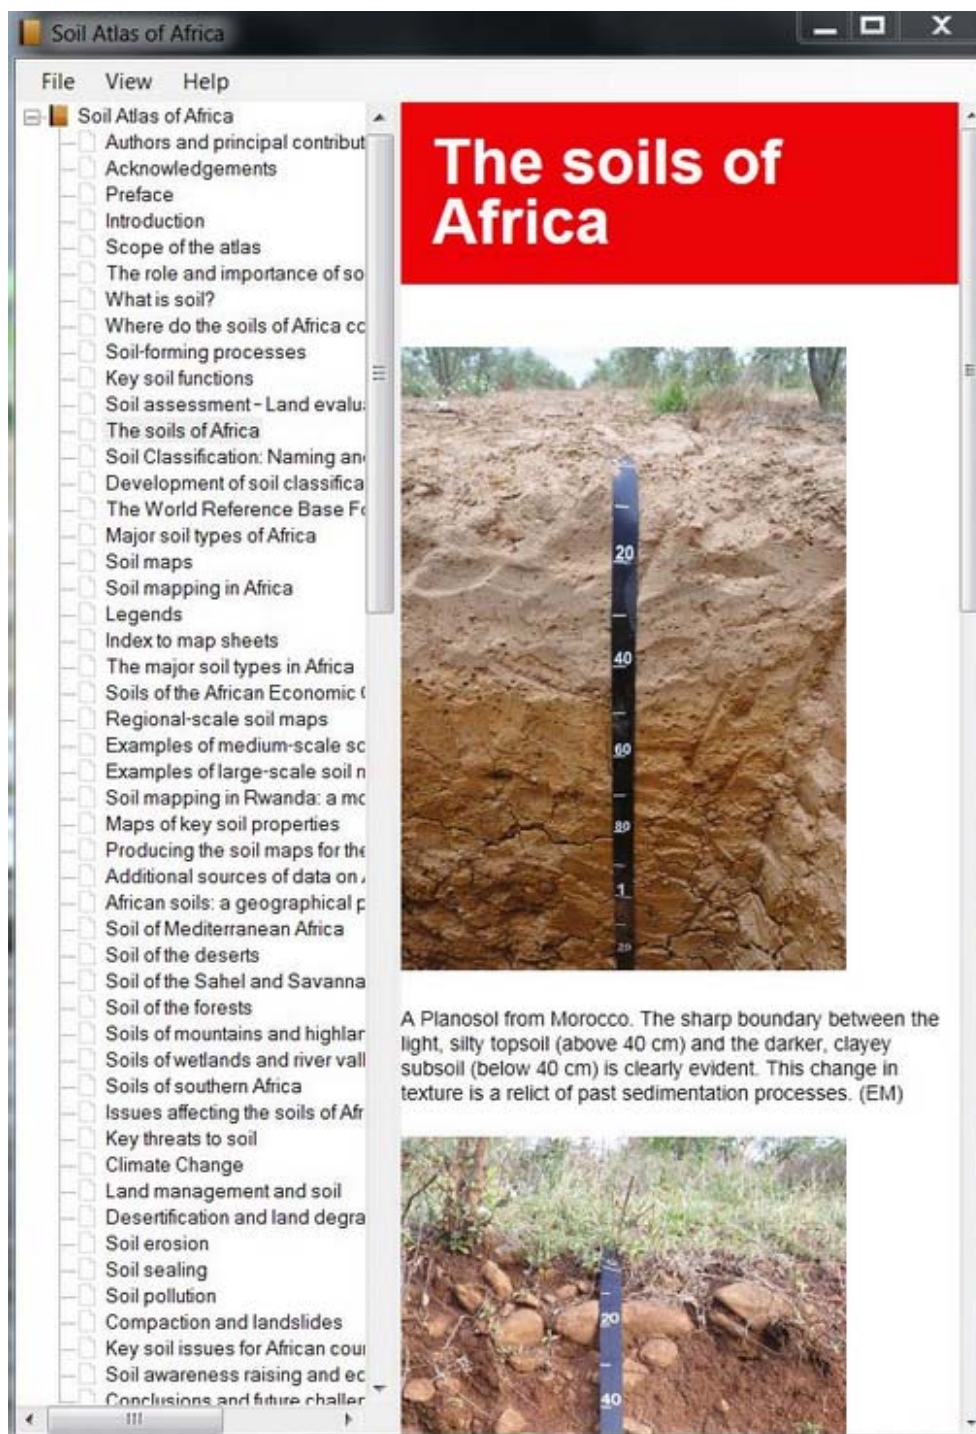 Soil Atlas of Africa
File View Help
Soil Atlas of Africa
Authors and principal contribut
Acknowledgements
Preface
Introduction
Scope of the atlas
The role and importance of so
What is soil?
Where do the soils of Africa co
Soil-forming processes
Key soil functions
Soil assessment – Land evalu
The soils of Africa
Soil Classification: Naming an
Development of soil classifica
The World Reference Base Fo
Major soil types of Africa
Soil maps
Soil mapping in Africa
Legends
Index to map sheets
The major soil types in Africa
Soils of the African Economic
Regional-scale soil maps
Examples of medium-scale so
Examples of large-scale soil
Soil mapping in Rwanda: a mo
Maps of key soil properties
Producing the soil maps for the
Additional sources of data on
African soils: a geographical p
Soil of Mediterranean Africa
Soil of the deserts
Soil of the Sahel and Savanna
Soil of the forests
Soils of mountains and highlan
Soils of wetlands and river vall
Soils of southern Africa
Issues affecting the soils of Afr
Key threats to soil
Climate Change
Land management and soil
Desertification and land degra
Soil erosion
Soil sealing
Soil pollution
Compaction and landslides
Key soil issues for African cou
Soil awareness raising and ed
Conclusions and future challen
The soils of
Africa
20
40
60
80
1
20
A Planosol from Morocco. The sharp boundary between the
light, silty topsoil (above 40 cm) and the darker, clayey
subsoil (below 40 cm) is clearly evident. This change in
texture is a relict of past sedimentation processes. (EM)
20
40